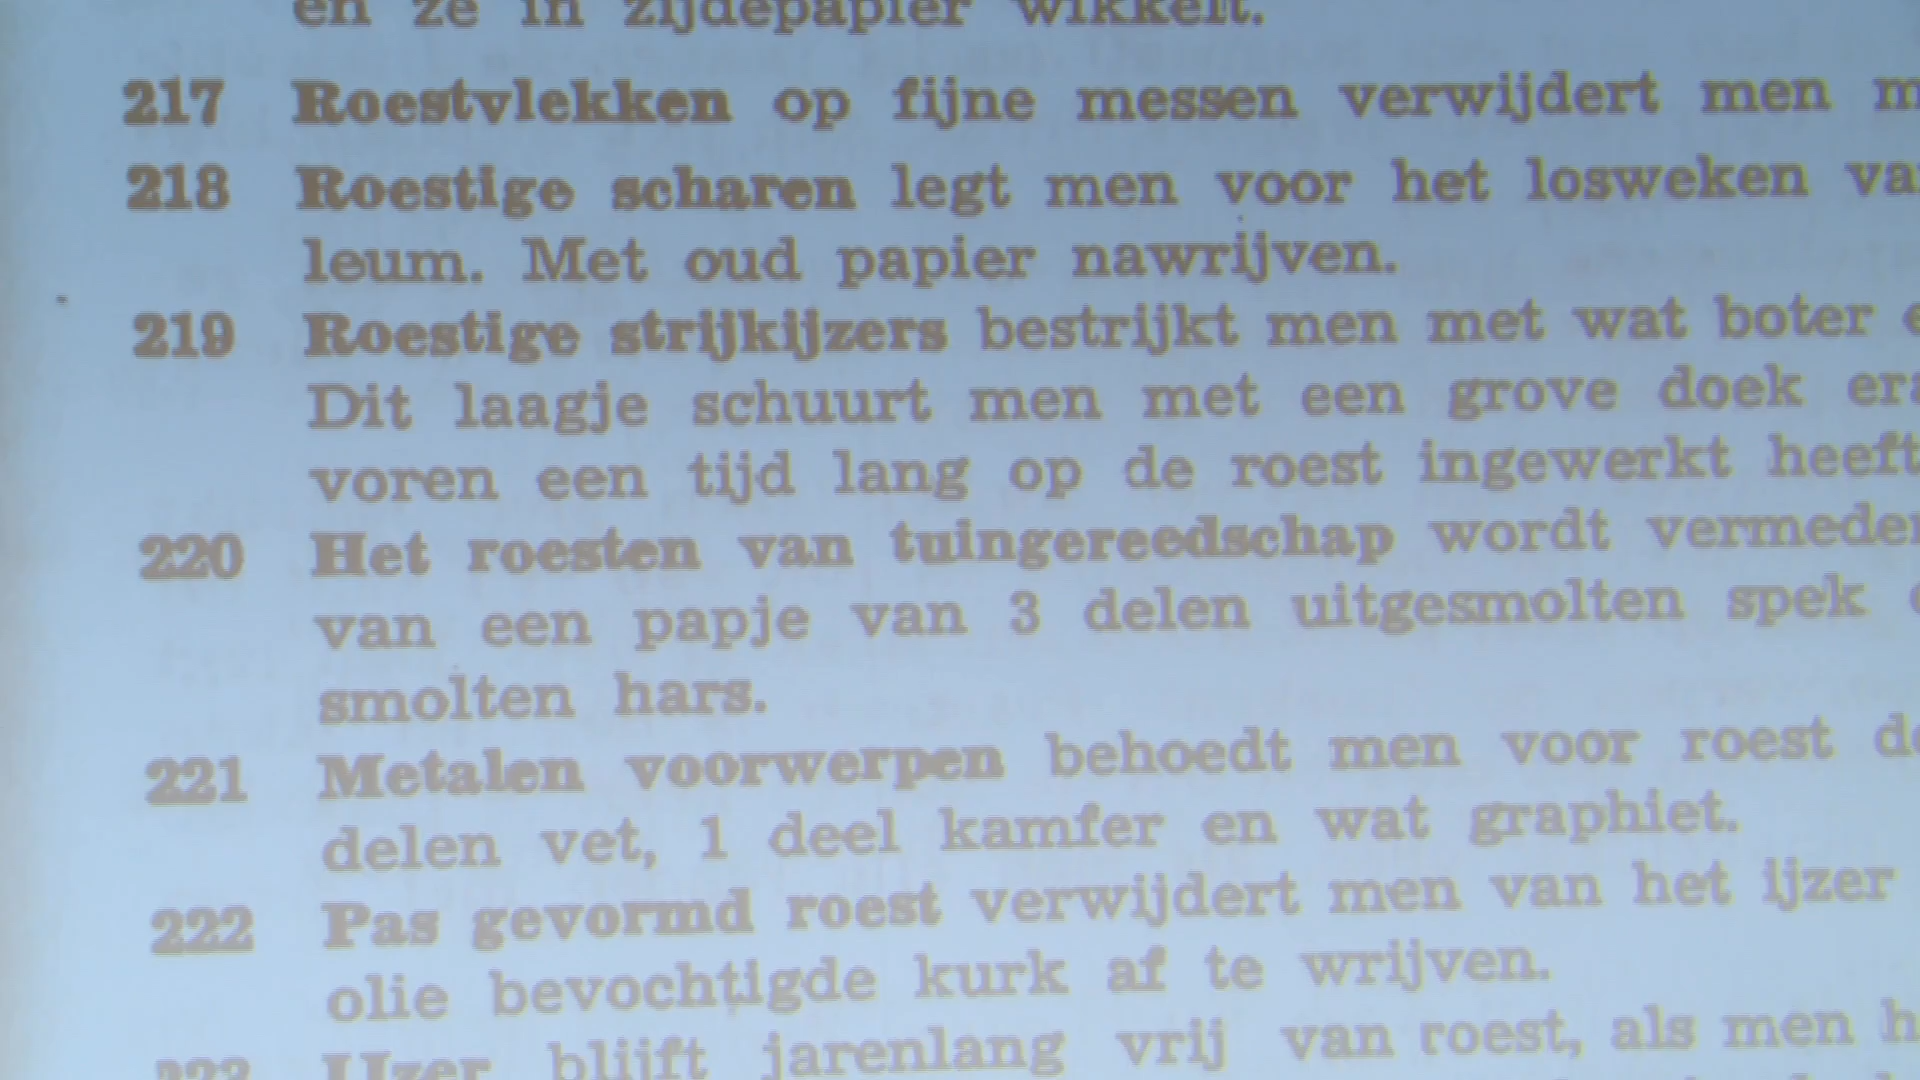 en ze in zijdepapier wikkelt.
217 Roestvlekken op fijne messen verwijdert men
218 Roestige scharen legt men voor het losweken
leum. Met oud papier nawrijven.
219 Roestige strijkijzers bestrijkt men met wat boter
Dit laagje schuurt men met een grove doek
voren een tijd lang op de roest ingewerkt heeft
220 Het roesten van tuingereedschap wordt vermeden
van een papje van 3 delen uitgesmolten spek
smolten hars.
221 Metalen voorwerpen behoedt men voor roest
delen vet, 1 deel kamfer en wat graphiet.
222 Pas gevormd roest verwijdert men van het ijzer
olie bevochtigde kurk af te wrijven.
223 IJzer blijft jarenlang vrij van roest, als men